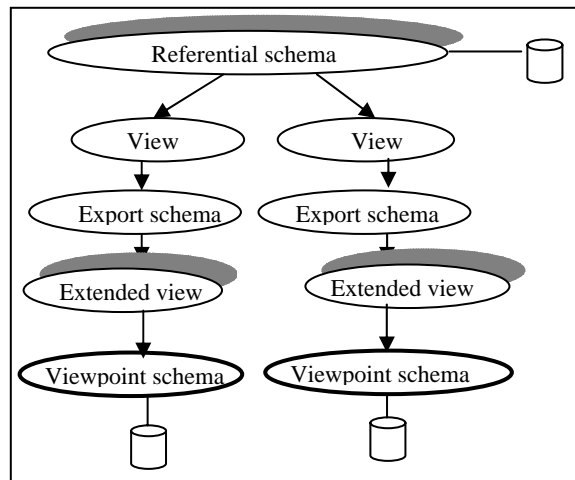 Referential schema
View View
Export schema Export schema
Extended view Extended view
Viewpoint schema Viewpoint schema